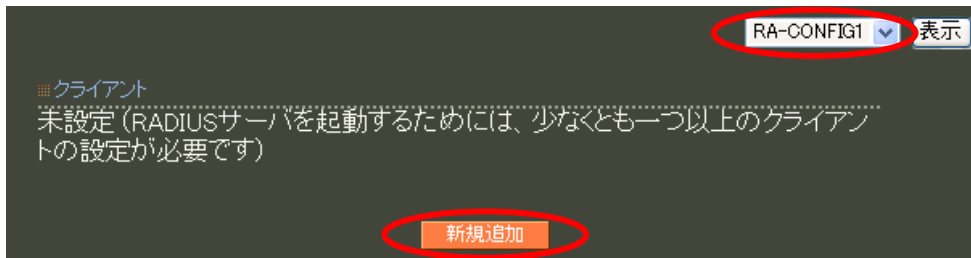 RA-CONFIG1 表示
クライアント
未設定(RADIUSサーバを起動するためには、少なくとも一つ以上のクライアン
トの設定が必要です)
新規追加